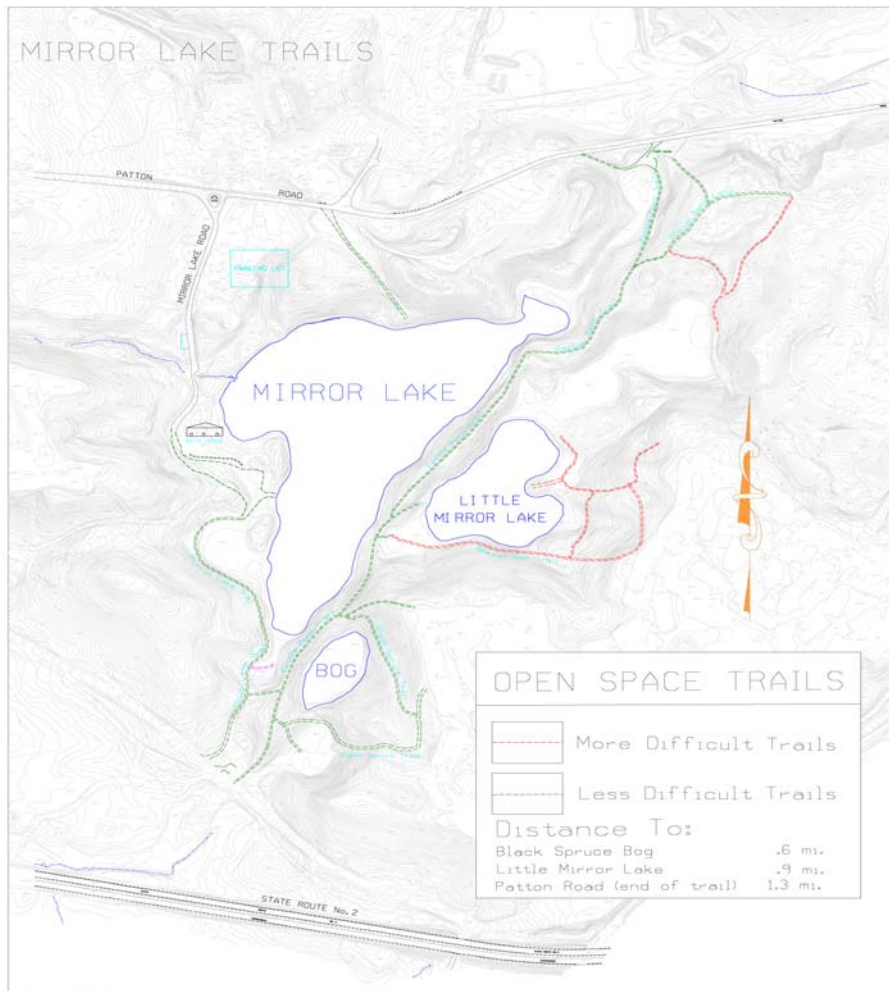 MIRROR LAKE TRAILS
PATTON
ROAD
MIRROR LAKE ROAD
PARKING LOT
MIRROR LAKE
LITTLE
MIRROR LAKE
BOG
OPEN SPACE TRAILS
More Difficult Trails
Less Difficult Trails
Distance To:
Black Spruce Bog .6 mi.
Little Mirror Lake .9 mi.
Patton Road (end of trail) 1.3 mi.
STATE ROUTE No.2